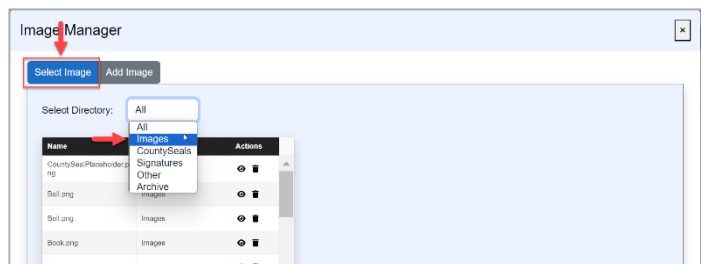 Image Manager
×
Select Image Add Image
Select Directory: All
All
Images
CountySeals
Signatures
Other
Archive
Name Actions
CountySealPlaceholder.p
ng
Bell.png Images
Bell.png Images
Book.png Images